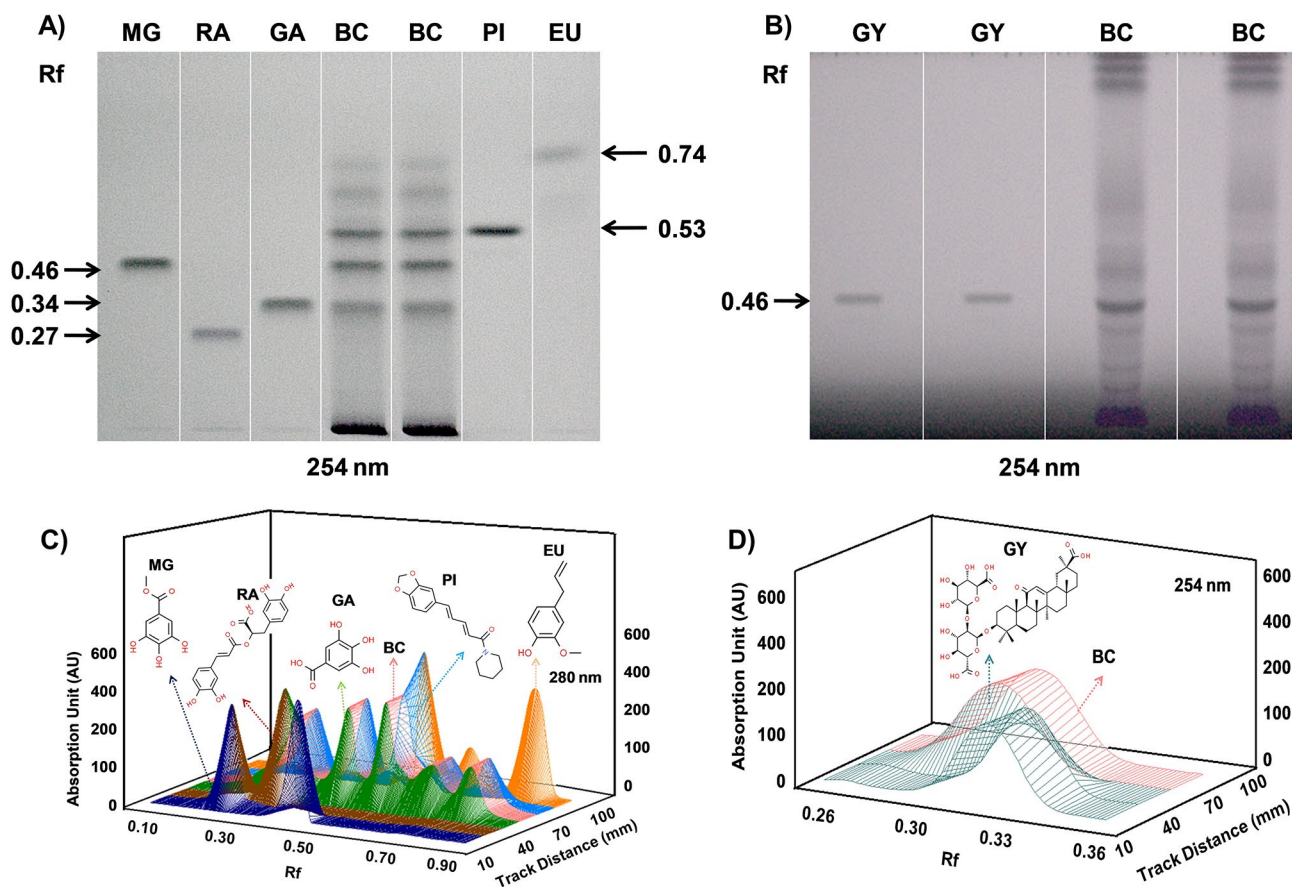 A) MG RA GA BC BC PI EU
Rf
0.74
0.53
0.46
0.34
0.27
254 nm
B) GY GY BC BC
Rf
0.46
254 nm
C)
MG
RA
GA
BC
PI
EU
280 nm
Absorption Unit (AU)
600
400
200
100
0
600
400
200
100
0
0.10 0.30 0.50 0.70 0.90
Rf
10 40 70 100
Track Distance (mm)
D)
GY
BC
254 nm
Absorption Unit (AU)
600
400
200
100
0
600
400
200
100
0
0.26 0.30 0.33 0.36
Rf
10 40 70 100
Track Distance (mm)